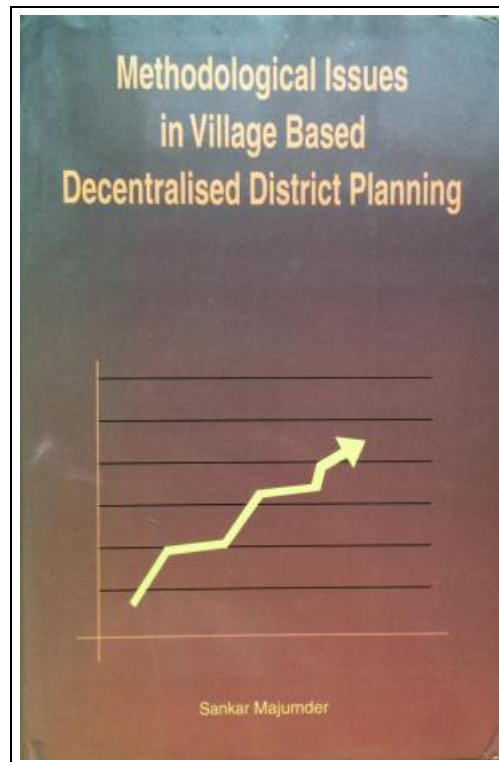 Methodological Issues
in Village Based
Decentralised District Planning
Sankar Majumder